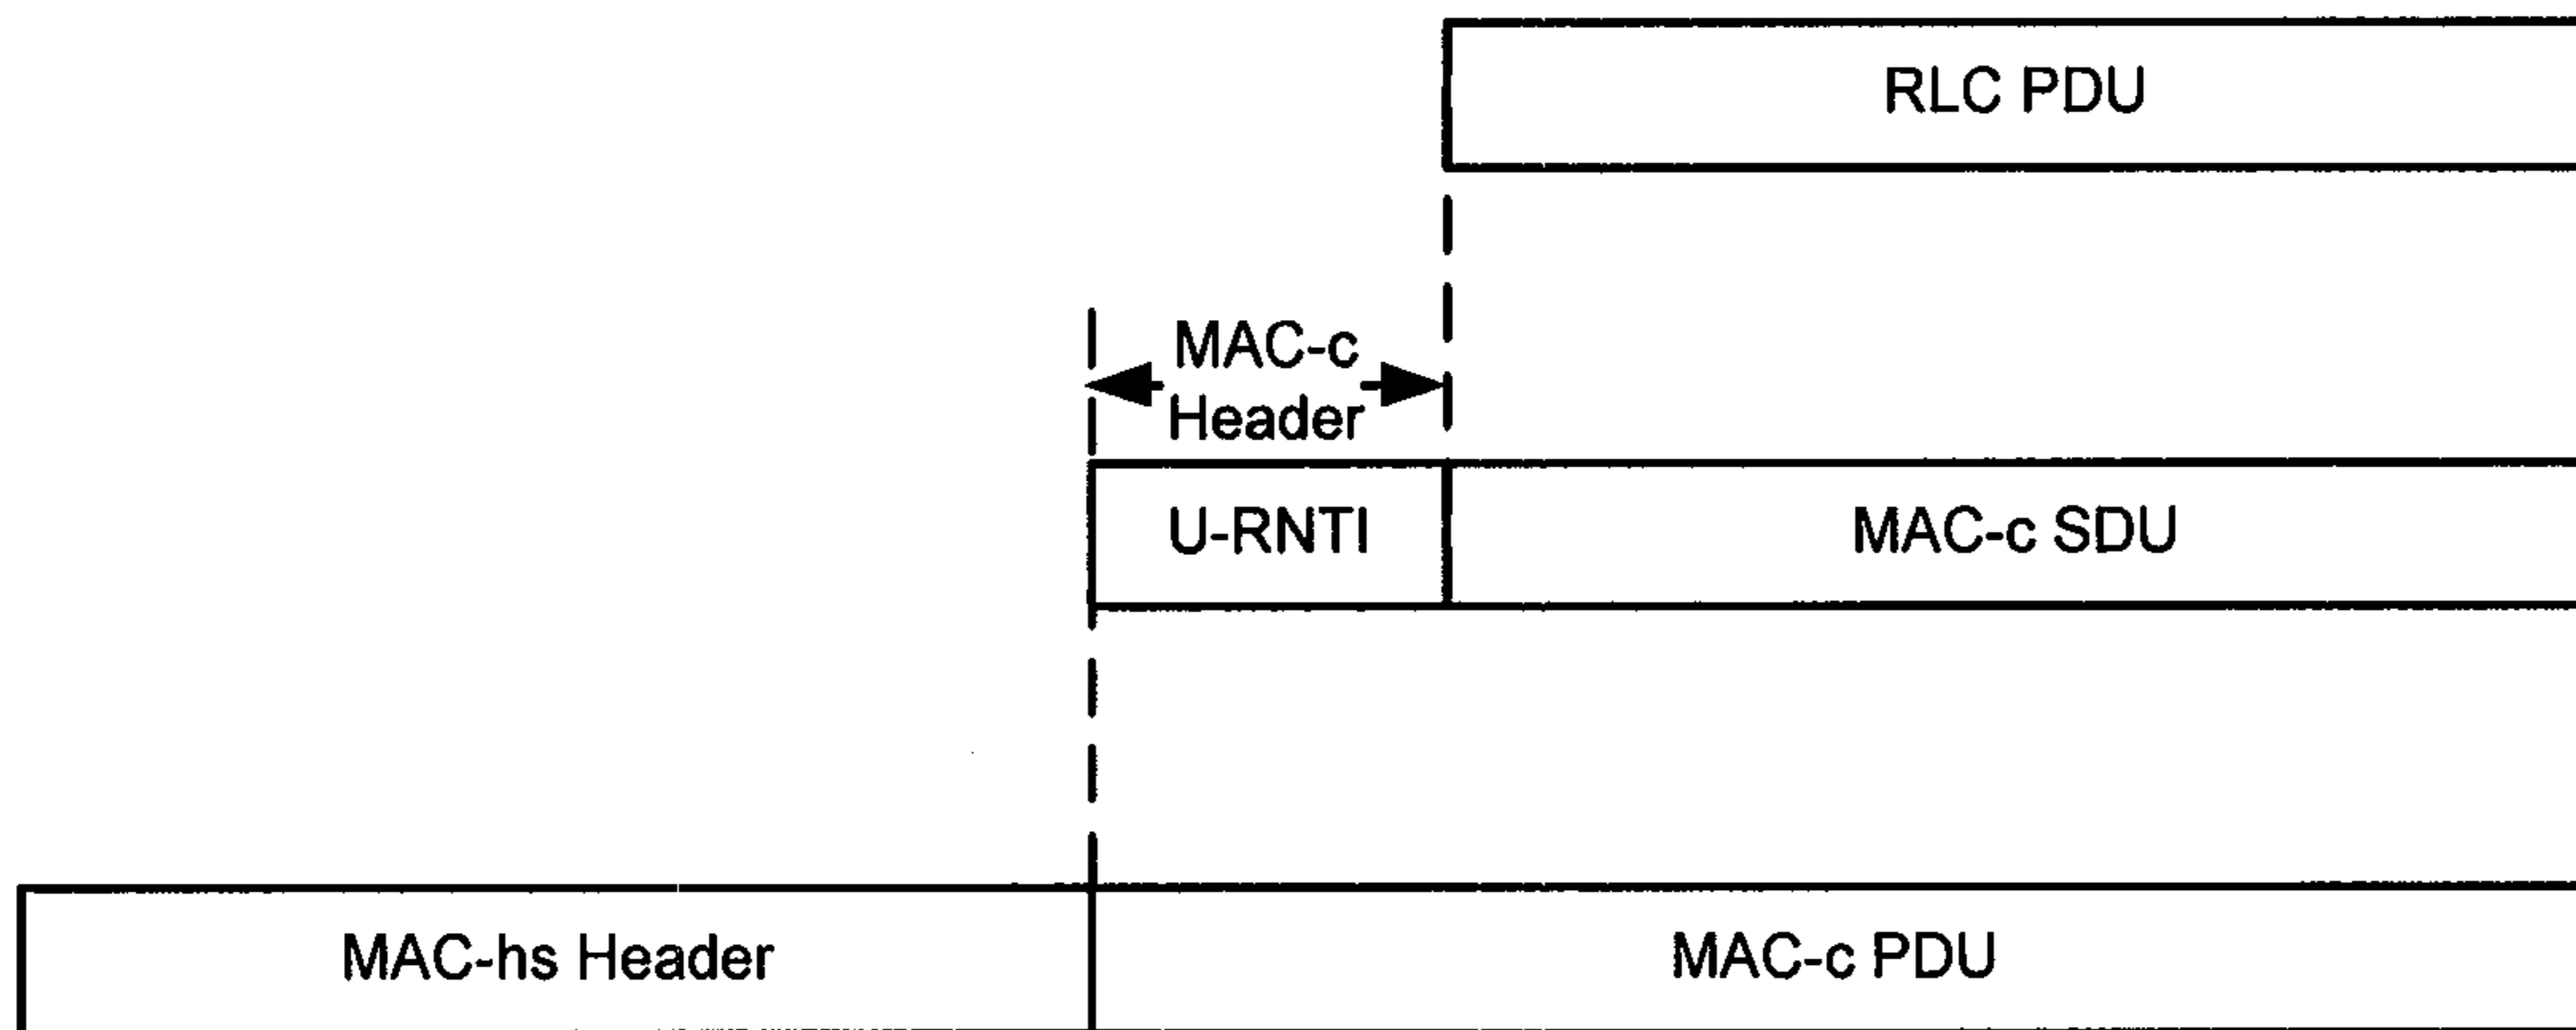 RLC PDU
MAC-c
Header
U-RNTI
MAC-c SDU
MAC-hs Header
MAC-c PDU